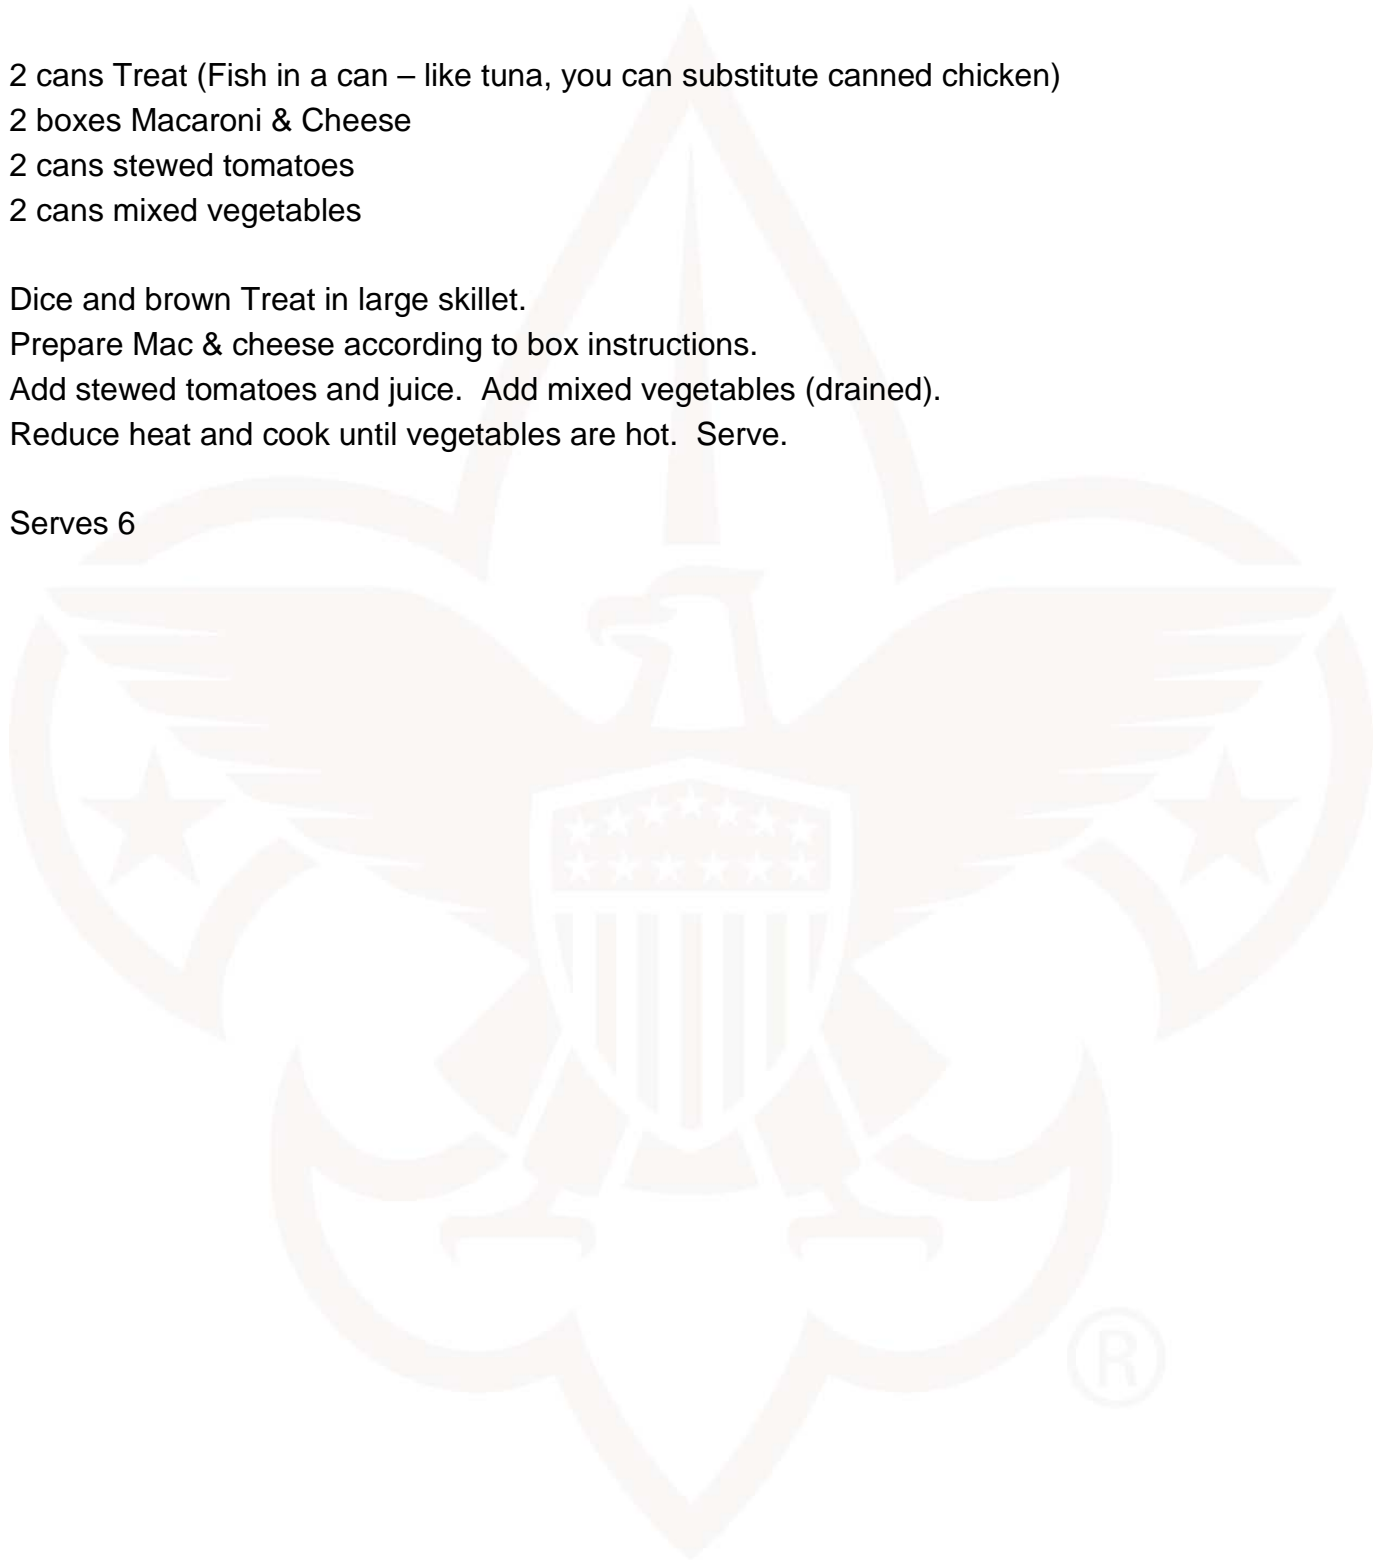 2 cans Treat (Fish in a can – like tuna, you can substitute canned chicken)
2 boxes Macaroni & Cheese
2 cans stewed tomatoes
2 cans mixed vegetables
Dice and brown Treat in large skillet.
Prepare Mac & cheese according to box instructions.
Add stewed tomatoes and juice.  Add mixed vegetables (drained).
Reduce heat and cook until vegetables are hot.  Serve.
Serves 6
®